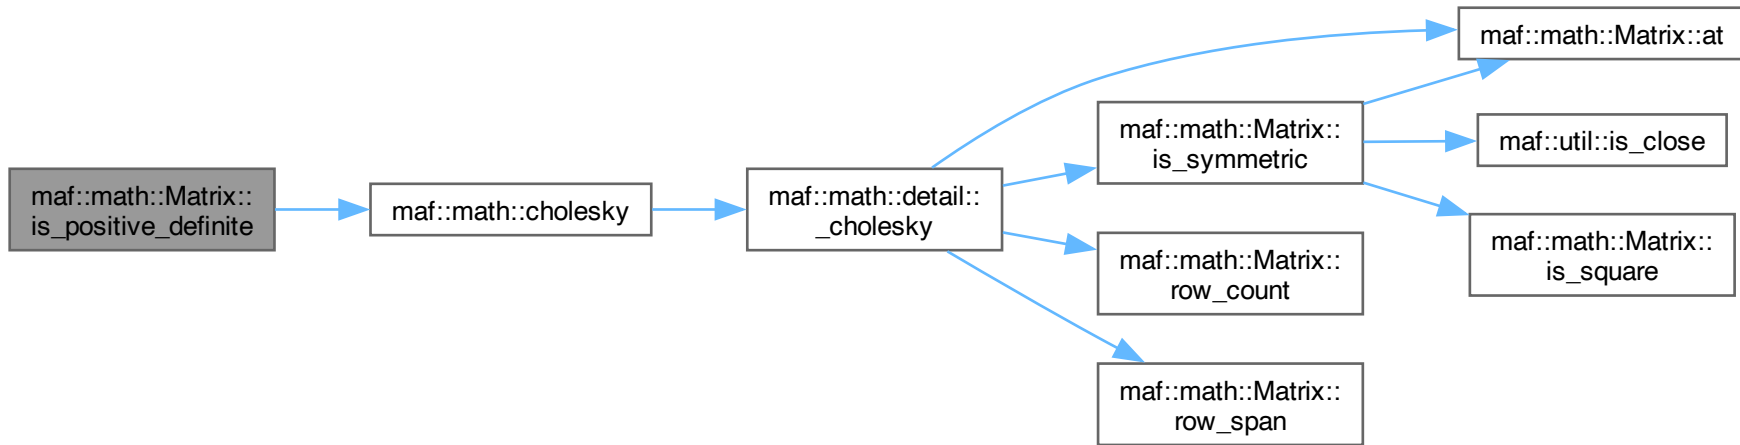 maf::math::Matrix::
is_positive_definite
maf::math::cholesky
maf::math::detail::
_cholesky
maf::math::Matrix::at
maf::math::Matrix::
is_symmetric
maf::util::is_close
maf::math::Matrix::
is_square
maf::math::Matrix::
row_count
maf::math::Matrix::
row_span